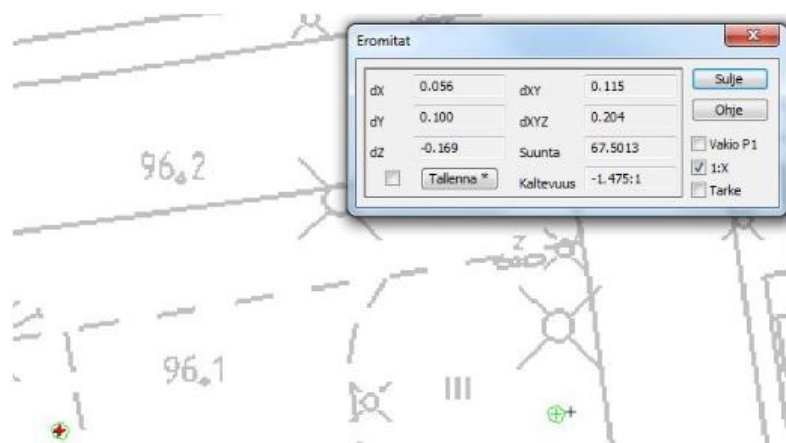 Eromitat
dX 0.056 dXY 0.115 Sulje
dY 0.100 dXYZ 0.204 Ohje
dZ -0.169 Suunta 67.5013 Vakio P1
Tallenna * Kaltevuus -1.475:1 1:X
Tarke
96.2
z
96.1
III